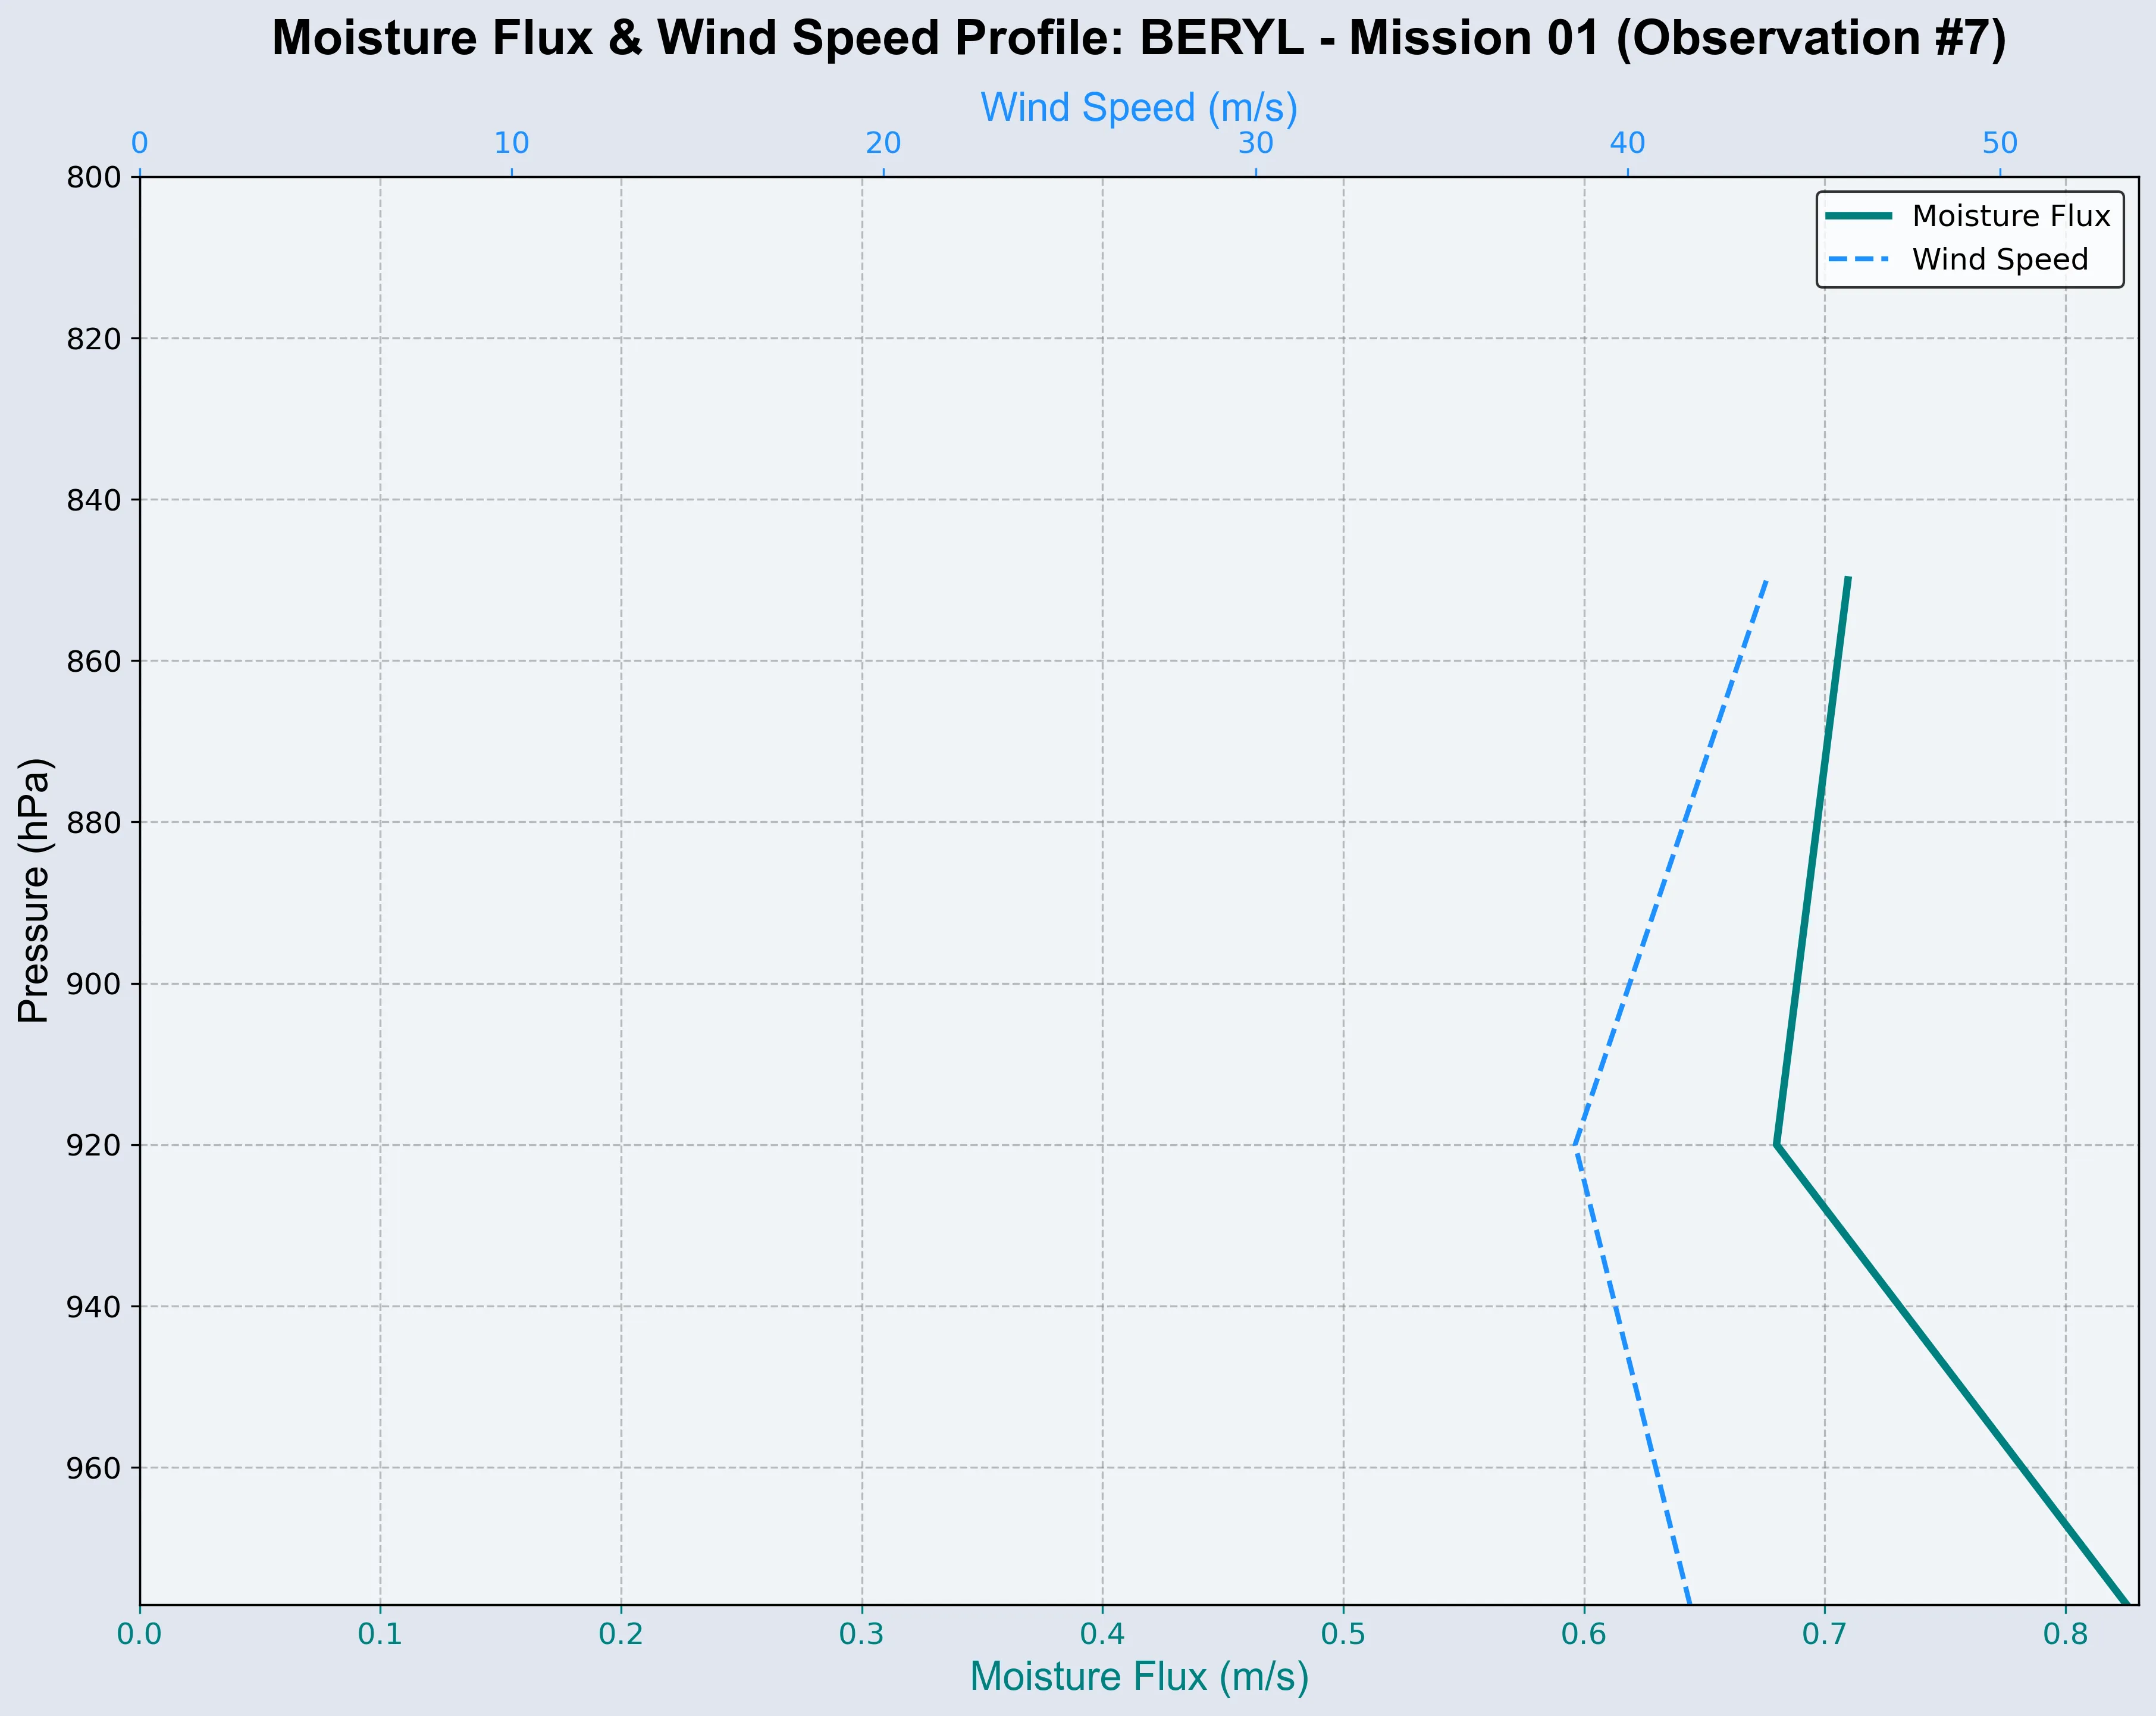 Moisture Flux & Wind Speed Profile: BERYL - Mission 01 (Observation #7)
Wind Speed (m/s)
0 10 20 30 40 50
Moisture Flux
Wind Speed
800
820
840
860
880
900
920
940
960
Pressure (hPa)
0.0 0.1 0.2 0.3 0.4 0.5 0.6 0.7 0.8
Moisture Flux (m/s)